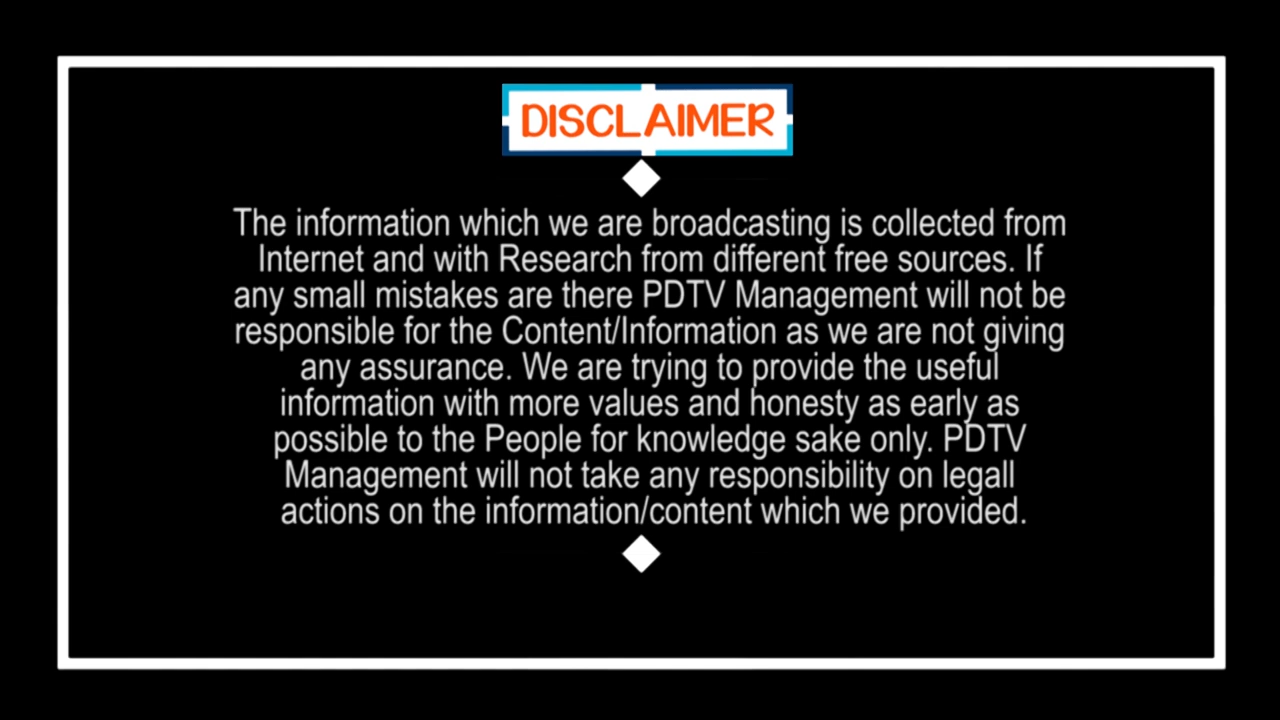 DISCLAIMER
The information which we are broadcasting is collected from
Internet and with Research from different free sources. If
any small mistakes are there PDTV Management will not be
responsible for the Content/Information as we are not giving
any assurance. We are trying to provide the useful
information with more values and honesty as early as
possible to the People for knowledge sake only. PDTV
Management will not take any responsibility on legall
actions on the information/content which we provided.